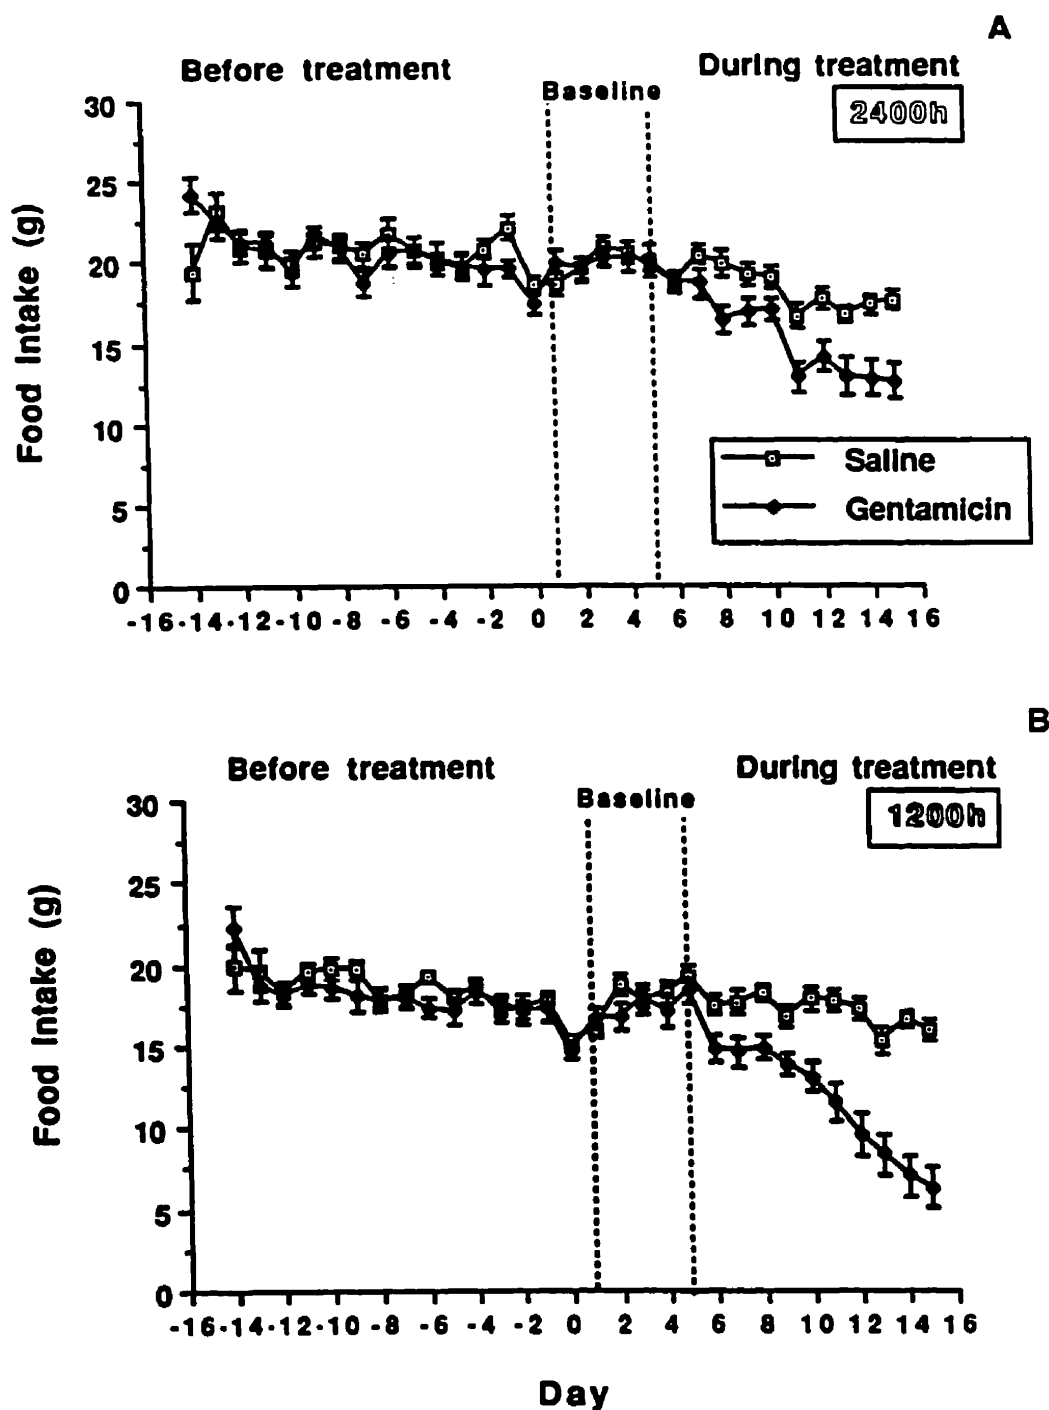 A
Before treatment
During treatment
Baseline
2400h
30
25
20
15
10
5
0
Food Intake (g)
Saline
Gentamicin
-16 -14 -12 -10 -8 -6 -4 -2 0 2 4 6 8 10 12 14 16
B
Before treatment
During treatment
Baseline
1200h
30
25
20
15
10
5
0
Food Intake (g)
-16 -14 -12 -10 -8 -6 -4 -2 0 2 4 6 8 10 12 14 16
Day